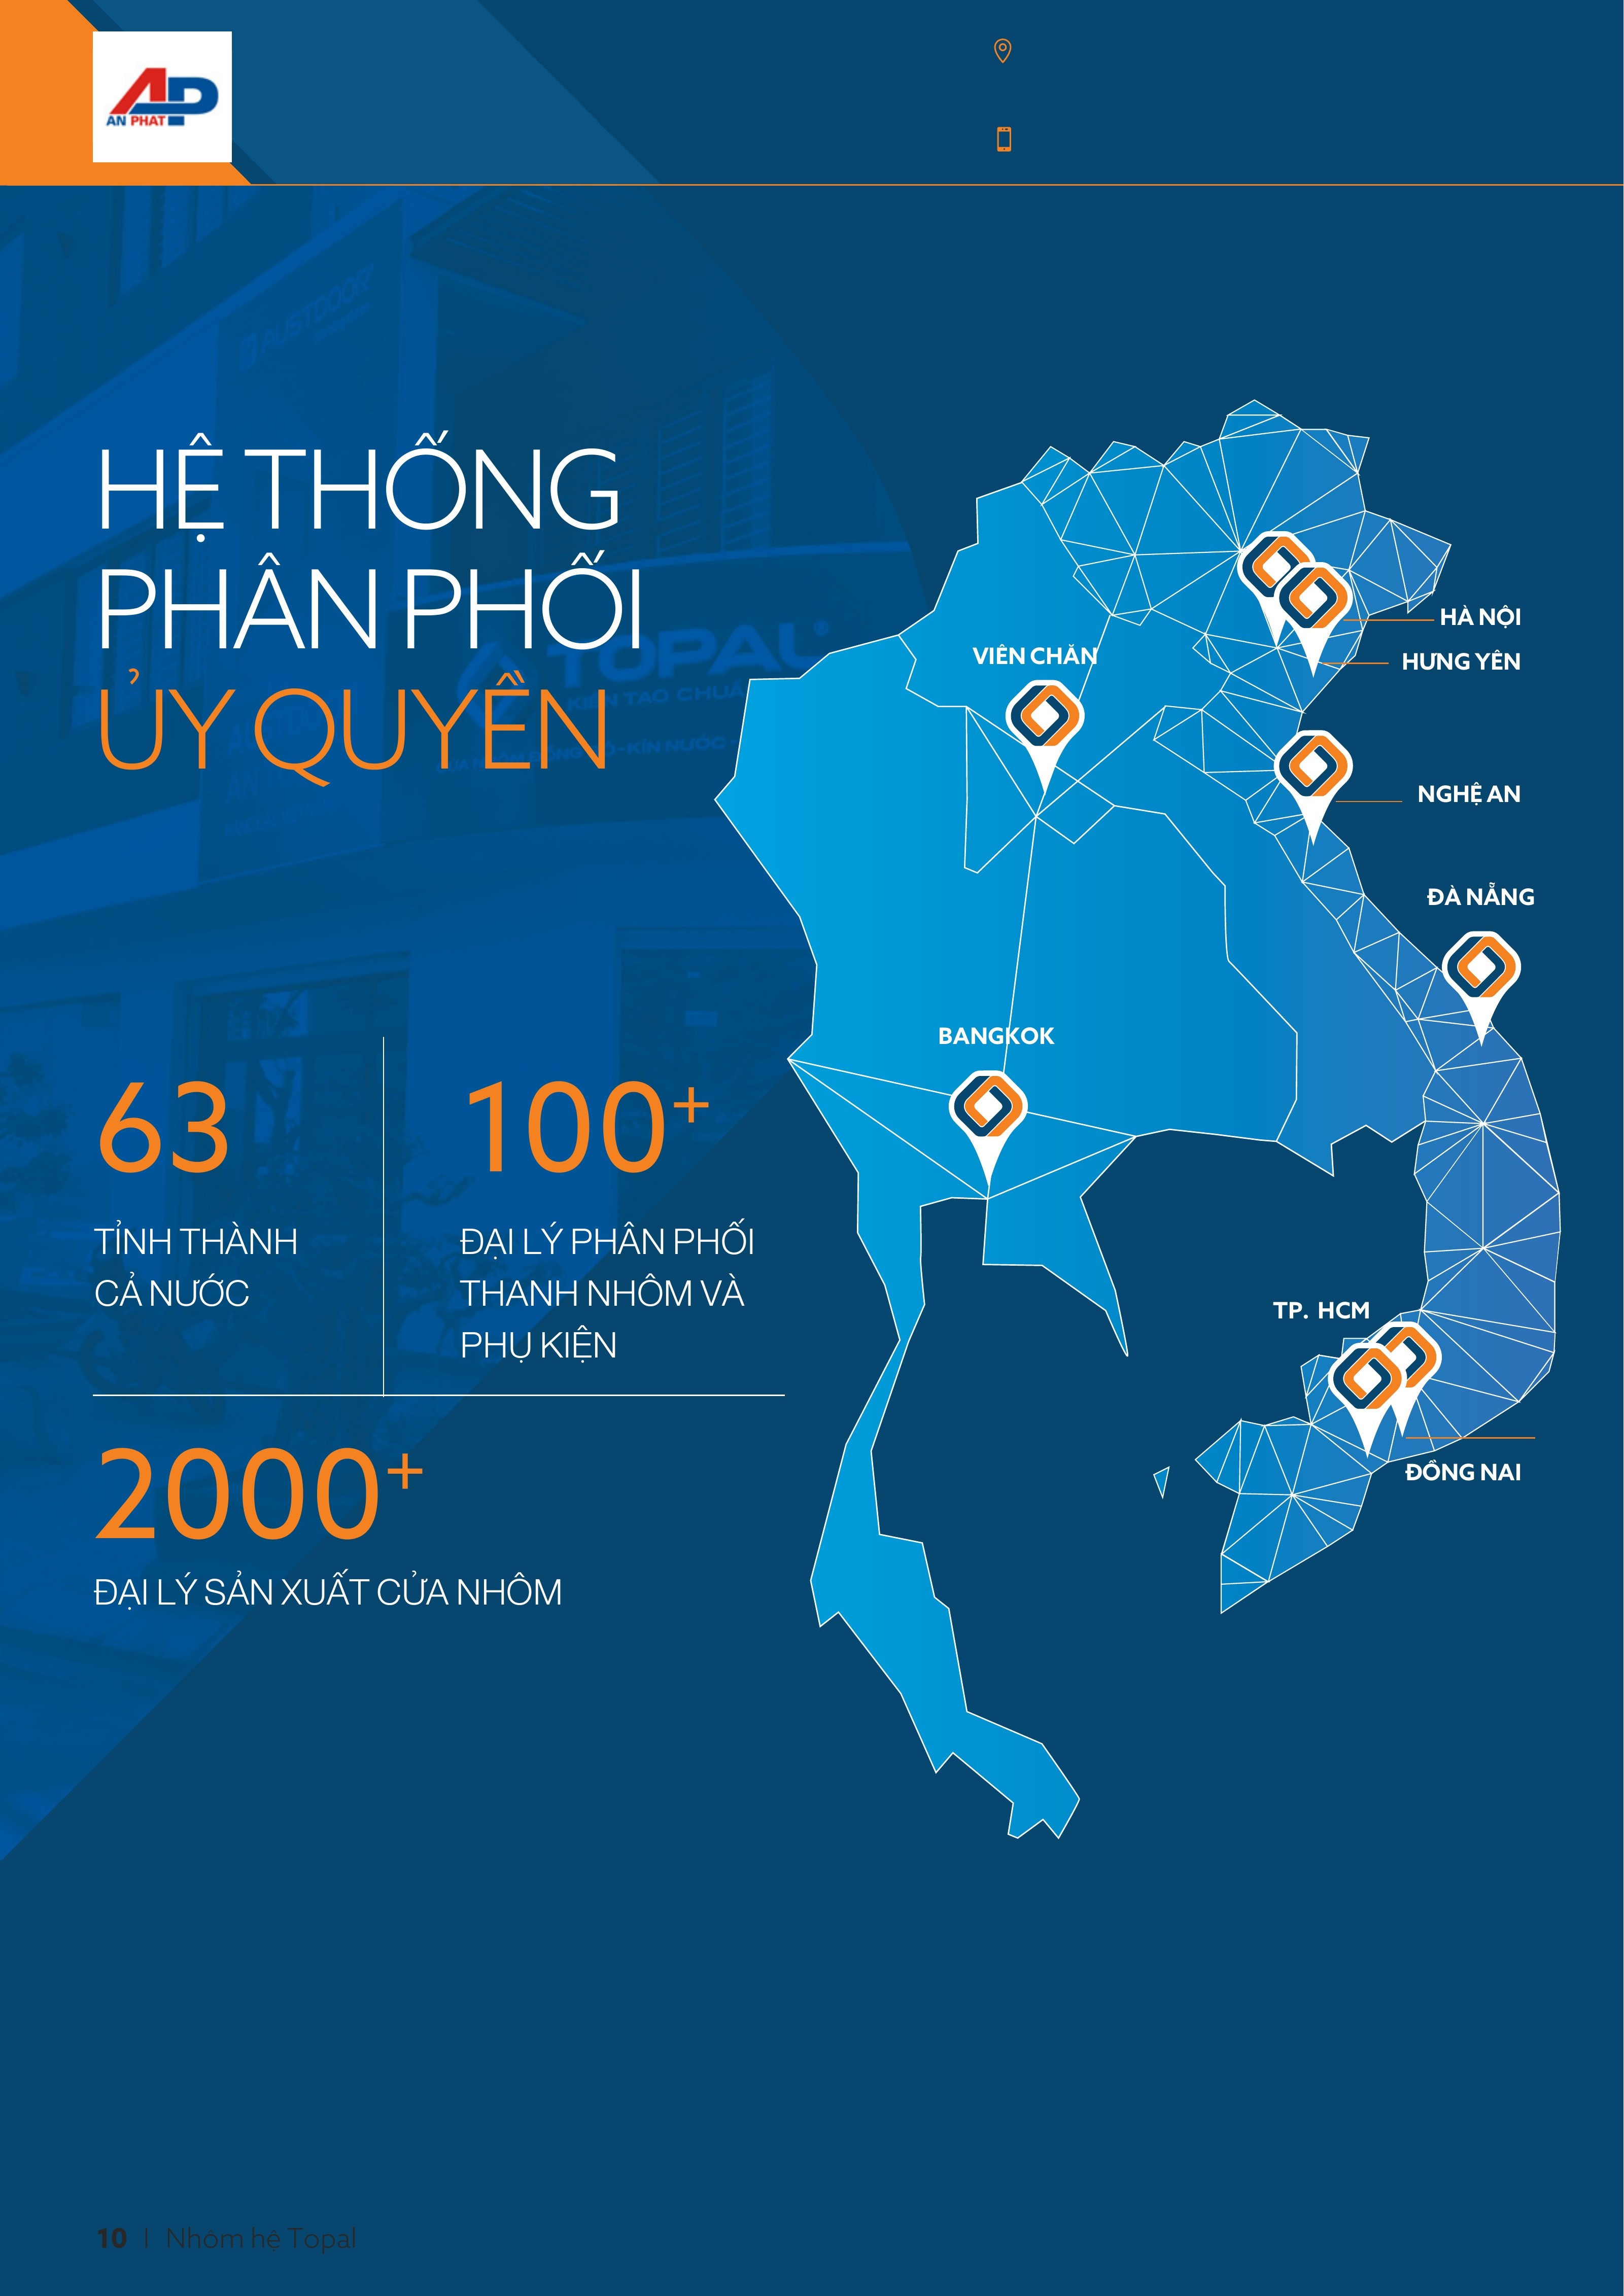 AN PHAT
HỆ THỐNG
PHÂN PHỐI
ỦY QUYỀN
AUSTDOOR
TOPAL®
63
TỈNH THÀNH
CẢ NƯỚC
100+
ĐẠI LÝ PHÂN PHỐI
THANH NHÔM VÀ
PHỤ KIỆN
2000+
ĐẠI LÝ SẢN XUẤT CỬA NHÔM
HÀ NỘI
VIÊN CHĂN
HƯNG YÊN
NGHỆ AN
ĐÀ NẴNG
BANGKOK
TP. HCM
ĐỒNG NAI
10 | Nhôm hệ Topal